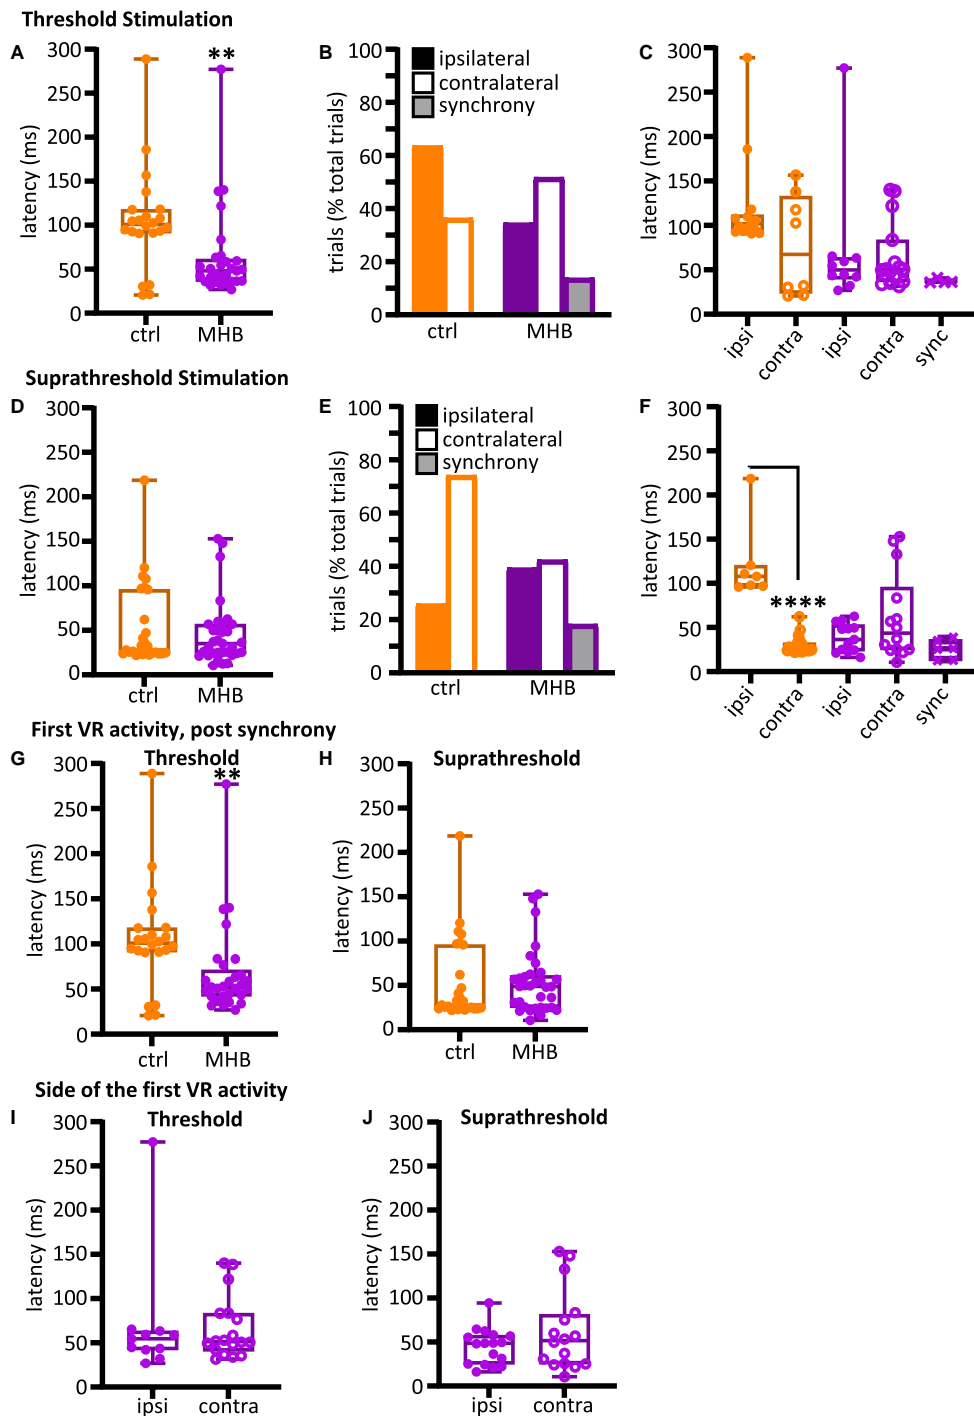 Threshold Stimulation
A
**
300
250
200
150
100
50
0
latency (ms)
ctrl
MHB
B
100
80
60
40
20
0
trials (% total trials)
ipsilateral
contralateral
synchrony
ctrl
MHB
C
300
250
200
150
100
50
0
latency (ms)
ipsi
contra
ipsi
contra
sync
Suprathreshold Stimulation
D
300
250
200
150
100
50
0
latency (ms)
ctrl
MHB
E
100
80
60
40
20
0
trials (% total trials)
ipsilateral
contralateral
synchrony
ctrl
MHB
F
300
250
200
150
100
50
0
latency (ms)
****
ipsi
contra
ipsi
contra
sync
First VR activity, post synchrony
G
Threshold
**
300
250
200
150
100
50
0
latency (ms)
ctrl
MHB
H
Suprathreshold
300
250
200
150
100
50
0
latency (ms)
ctrl
MHB
Side of the first VR activity
I
Threshold
300
250
200
150
100
50
0
latency (ms)
ipsi
contra
J
Suprathreshold
300
250
200
150
100
50
0
latency (ms)
ipsi
contra